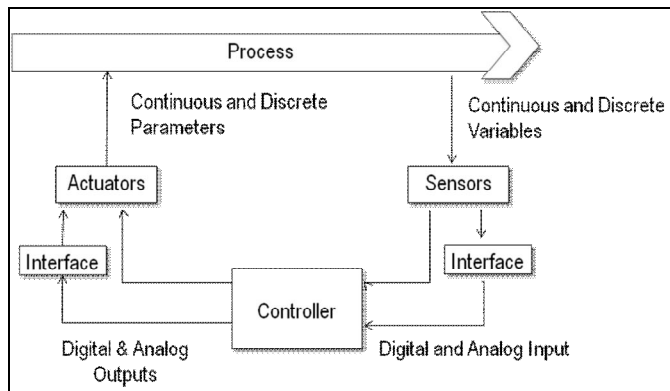 Process
Continuous and Discrete
Parameters
Continuous and Discrete
Variables
Actuators
Sensors
Interface
Interface
Controller
Digital & Analog
Outputs
Digital and Analog Input